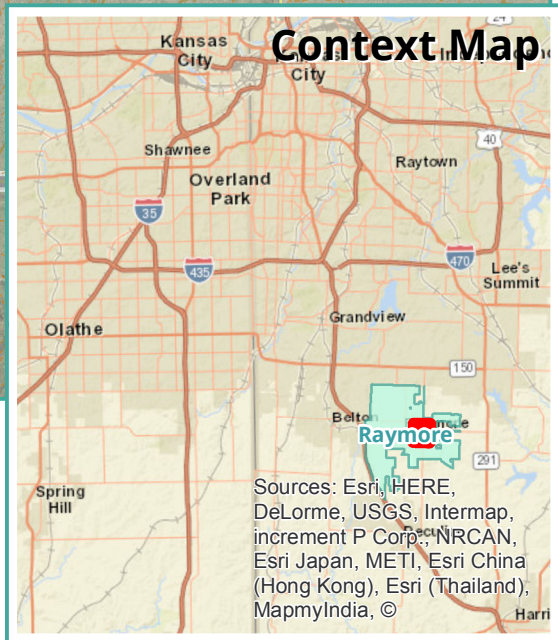 24
Context Map
Kansas
City
City
40
Shawnee
Raytown
Overland
Park
35
470
435
Lee's
Summit
Grandview
Olathe
150
Belton
Raymore
291
Spring
Hill
Sources: Esri, HERE,
DeLorme, USGS, Intermap,
increment P Corp., NRCAN,
Esri Japan, METI, Esri China
(Hong Kong), Esri (Thailand),
MapmyIndia, ©
Harri